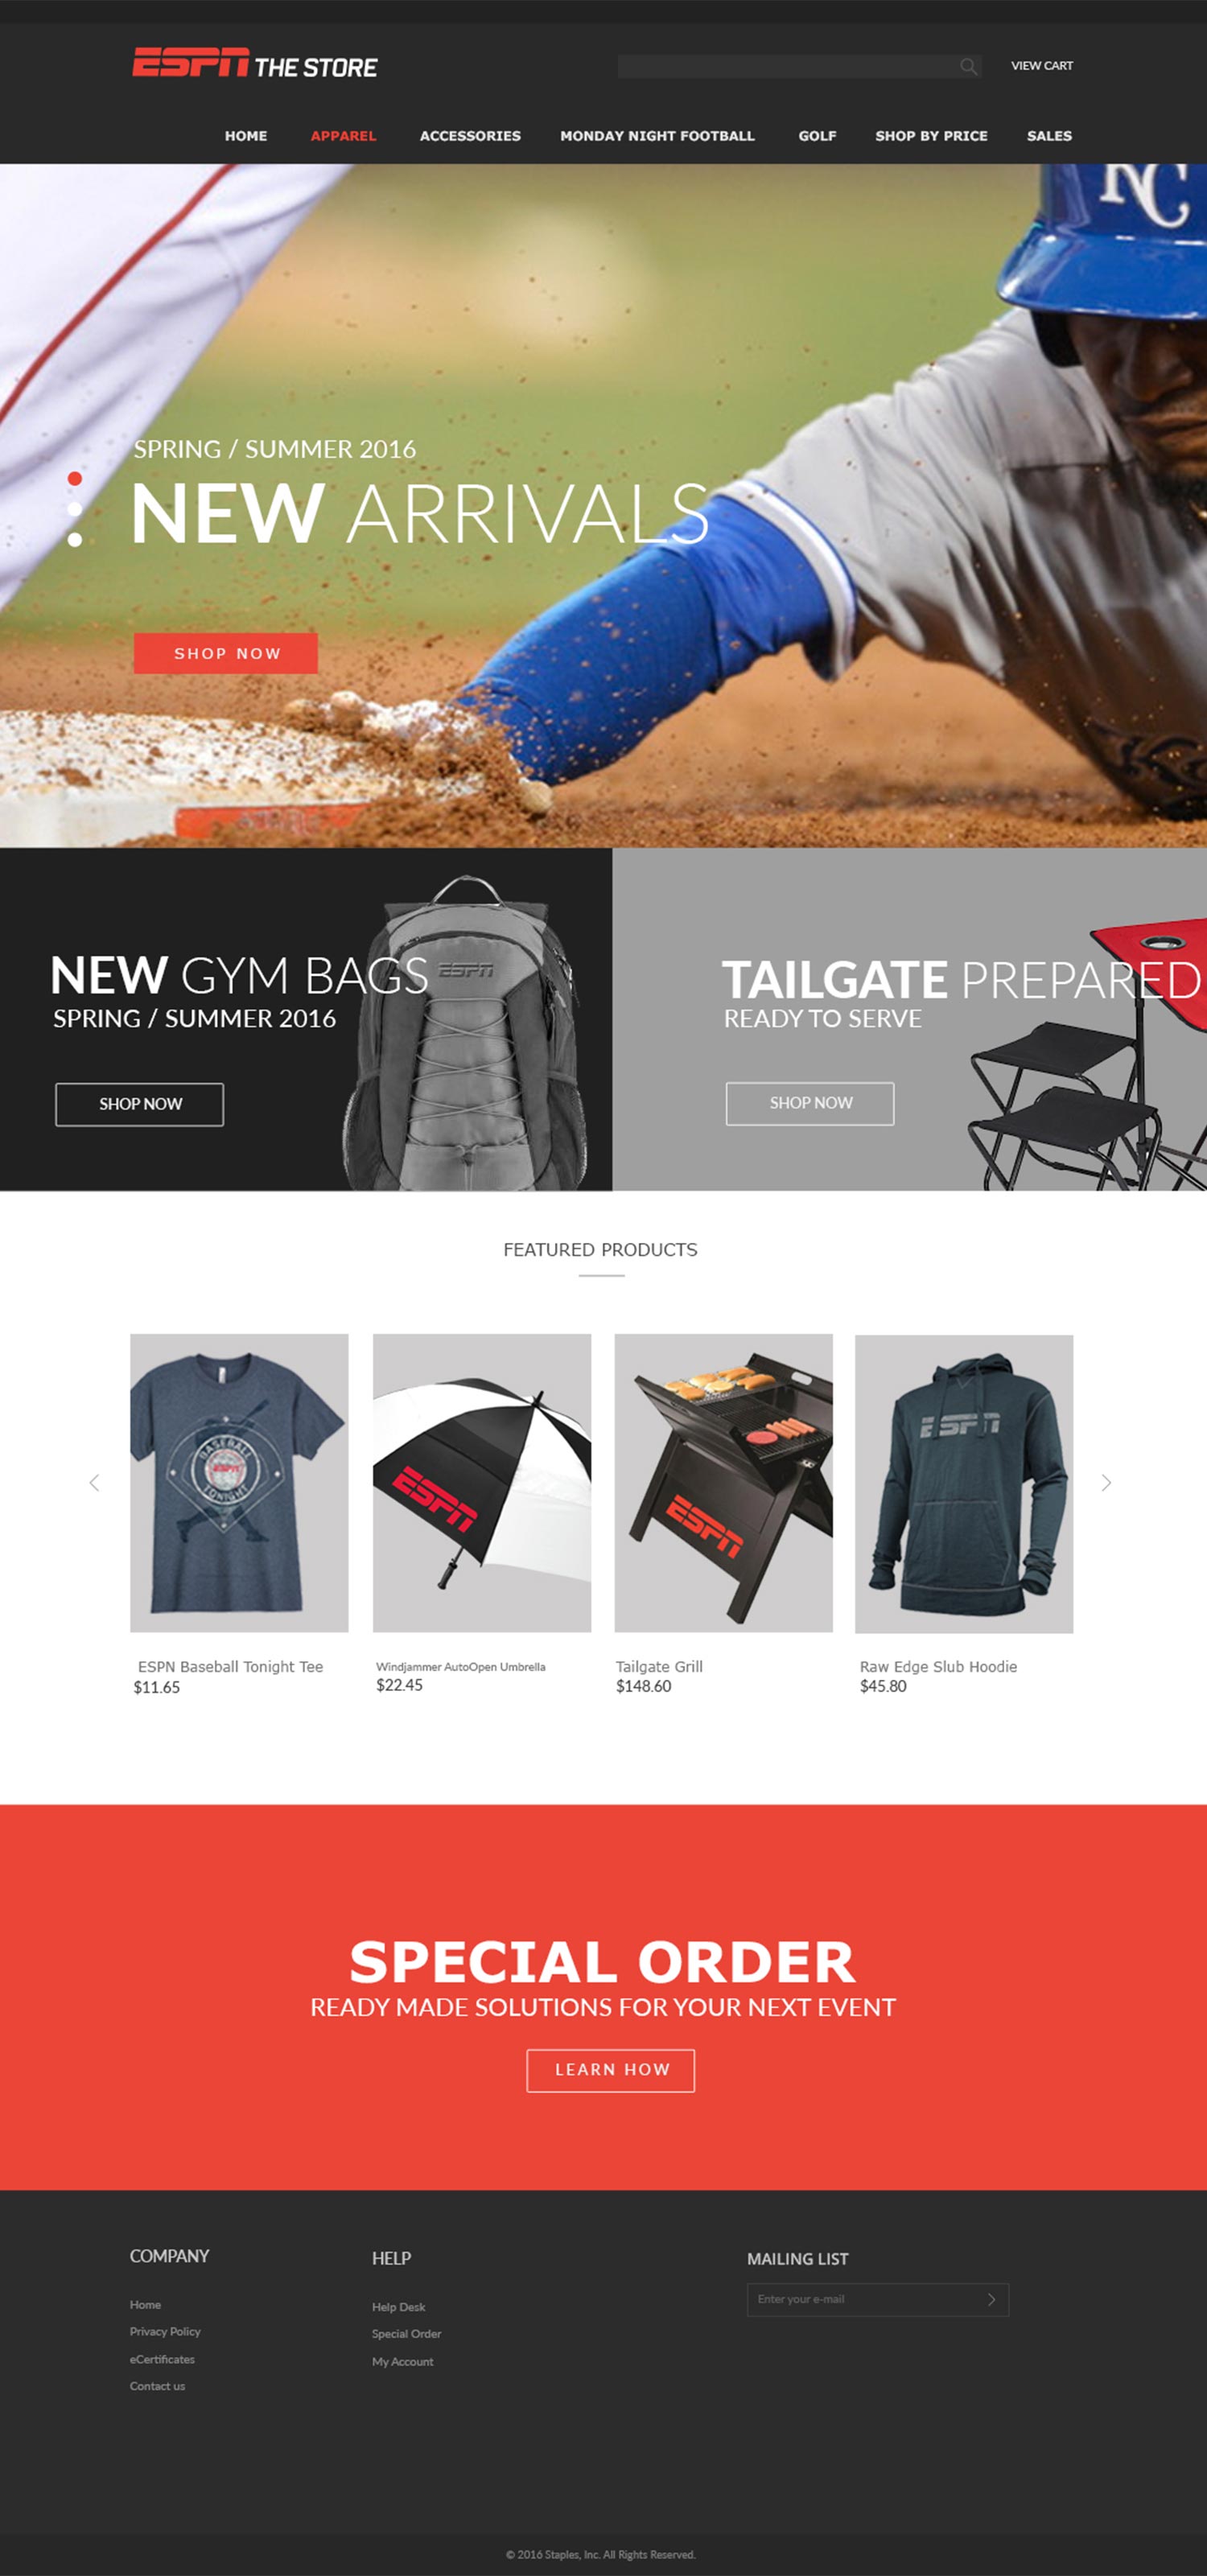 ESPN THE STORE
VIEW CART
HOME APPAREL ACCESSORIES MONDAY NIGHT FOOTBALL GOLF SHOP BY PRICE SALES
KC
SPRING / SUMMER 2016
NEW ARRIVALS
SHOP NOW
NEW GYM BAGS
ESPN
SPRING / SUMMER 2016
SHOP NOW
TAILGATE PREPARED
READY TO SERVE
SHOP NOW
FEATURED PRODUCTS
BASEBALL
ESPN
TONIGHT
ESPN
ESPN
ESPN
ESPN Baseball Tonight Tee
$11.65
Windjammer AutoOpen Umbrella
$22.45
Tailgate Grill
$148.60
Raw Edge Slub Hoodie
$45.80
SPECIAL ORDER
READY MADE SOLUTIONS FOR YOUR NEXT EVENT
LEARN HOW
COMPANY
Home
Privacy Policy
eCertificates
Contact us
HELP
Help Desk
Special Order
My Account
MAILING LIST
Enter your e-mail
© 2016 Staples, Inc. All Rights Reserved.